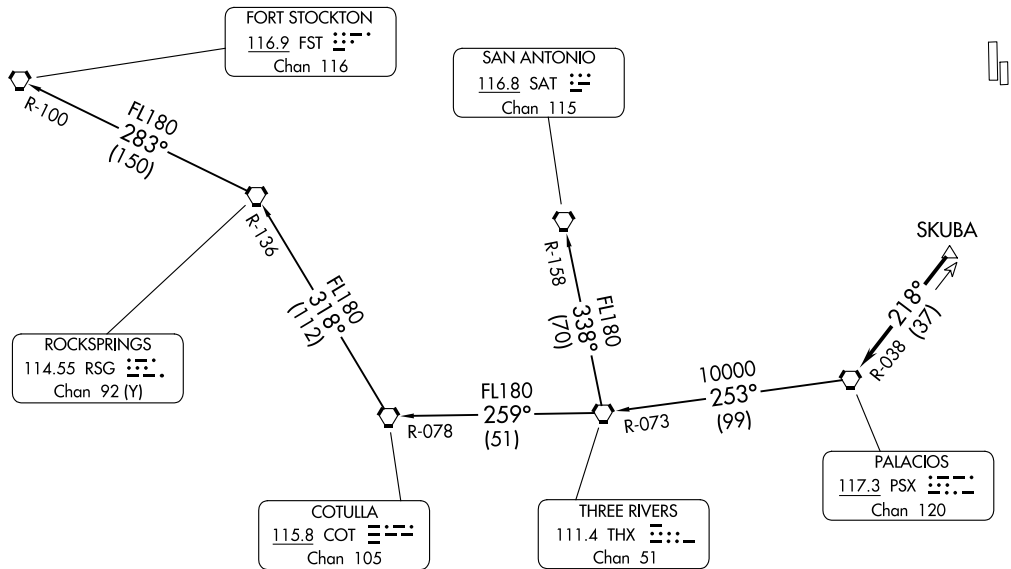 FORT STOCKTON
116.9 FST
Chan 116
SAN ANTONIO
116.8 SAT
Chan 115
R-100
FL180
283°
(150)
R-136
FL180
318°
(112)
R-158
FL180
338°
(70)
SKUBA
218°
(37)
R-038
ROCKSPRINGS
114.55 RSG
Chan 92 (Y)
10000
253°
(99)
R-073
FL180
259°
(51)
R-078
PALACIOS
117.3 PSX
Chan 120
COTULLA
115.8 COT
Chan 105
THREE RIVERS
111.4 THX
Chan 51